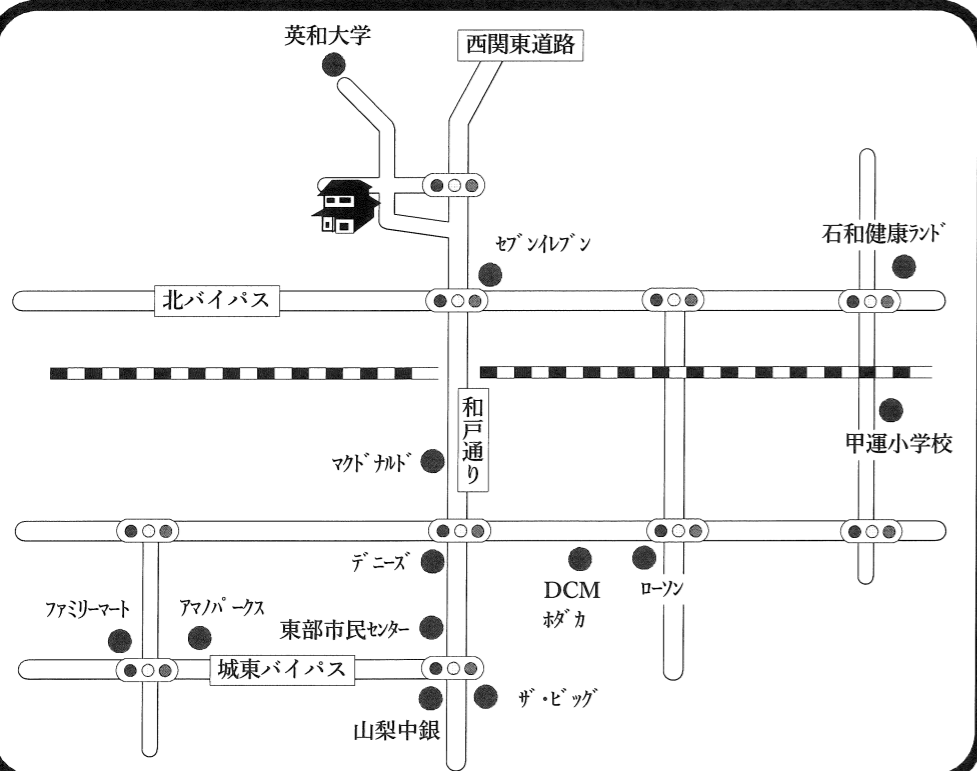 英和大学
西関東道路
セブンイレブン
石和健康ランド
北バイパス
和戸通り
甲運小学校
マクドナルド
デニーズ
DCM
ホダカ
ローソン
ファミリーマート
アマノパークス
東部市民センター
城東バイパス
山梨中銀
ザ・ビッグ